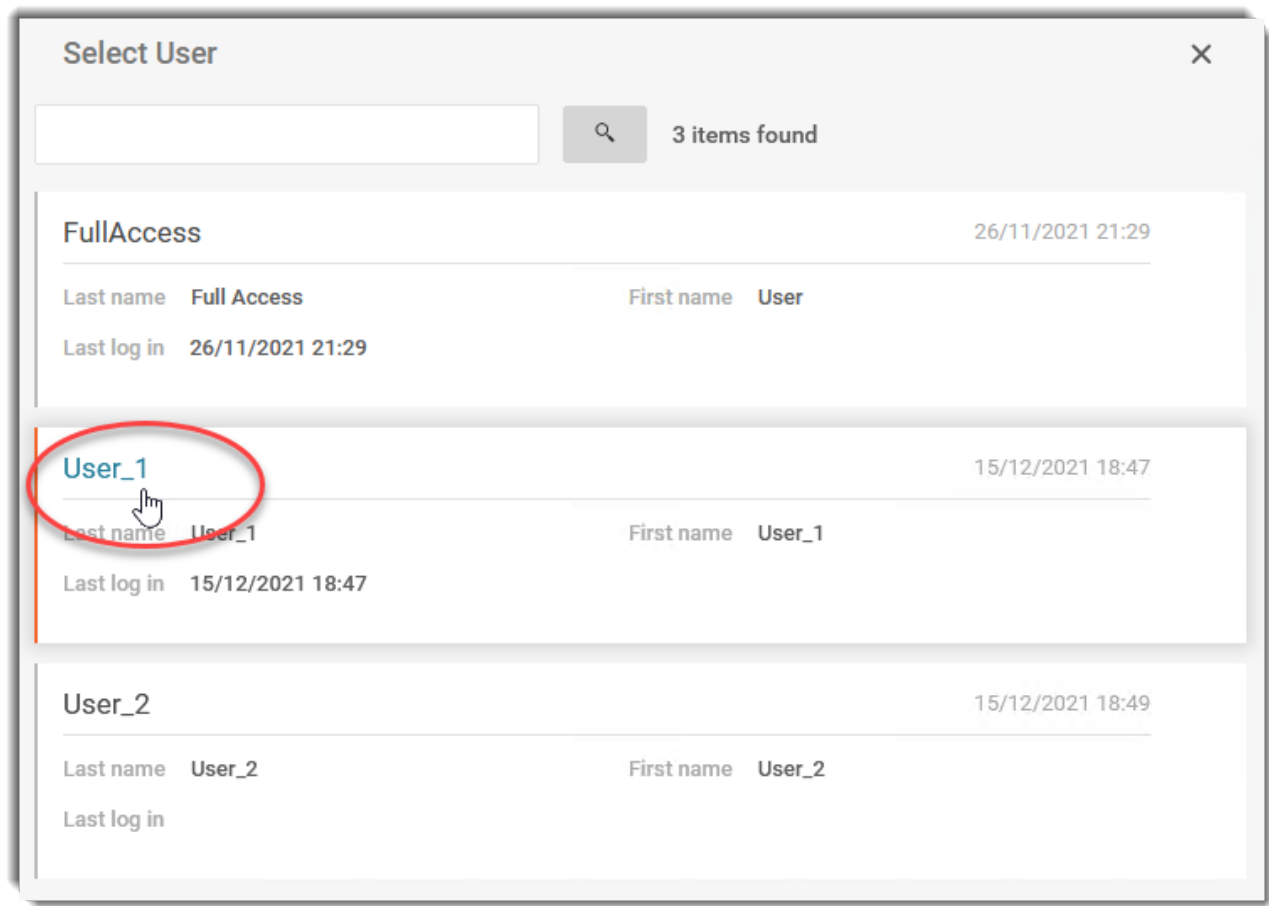 Select User
3 items found
FullAccess 26/11/2021 21:29
Last name Full Access First name User
Last log in 26/11/2021 21:29
User_1 15/12/2021 18:47
Last name User_1 First name User_1
Last log in 15/12/2021 18:47
User_2 15/12/2021 18:49
Last name User_2 First name User_2
Last log in